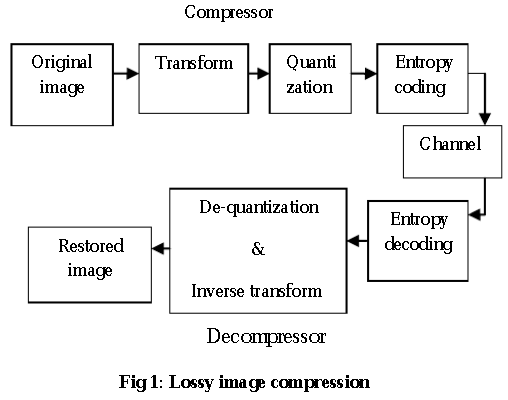 Compressor
Original
image
Transform
Quanti
zation
Entropy
coding
Channel
Entropy
decoding
De-quantization
&
Inverse transform
Restored
image
Decompressor
Fig 1: Lossy image compression